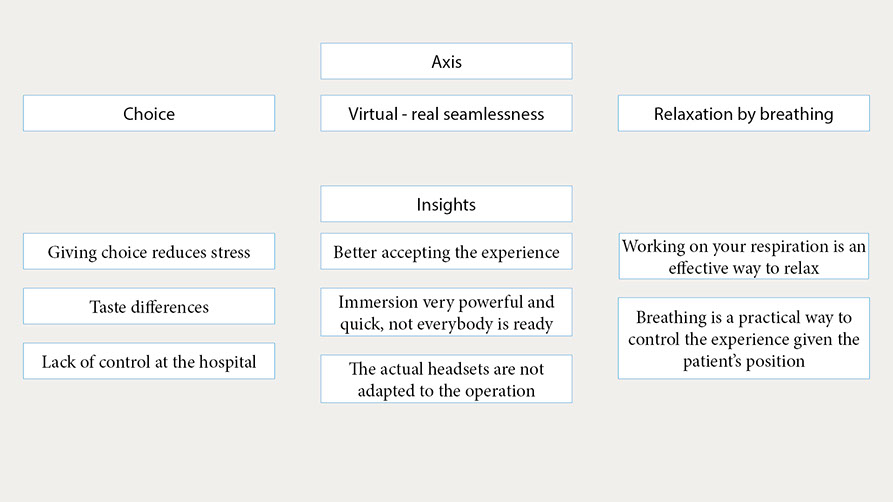 Axis
Choice
Virtual - real seamlessness
Relaxation by breathing
Insights
Giving choice reduces stress
Taste differences
Lack of control at the hospital
Better accepting the experience
Immersion very powerful and
quick, not everybody is ready
The actual headsets are not
adapted to the operation
Working on your respiration is an
effective way to relax
Breathing is a practical way to
control the experience given the
patient’s position